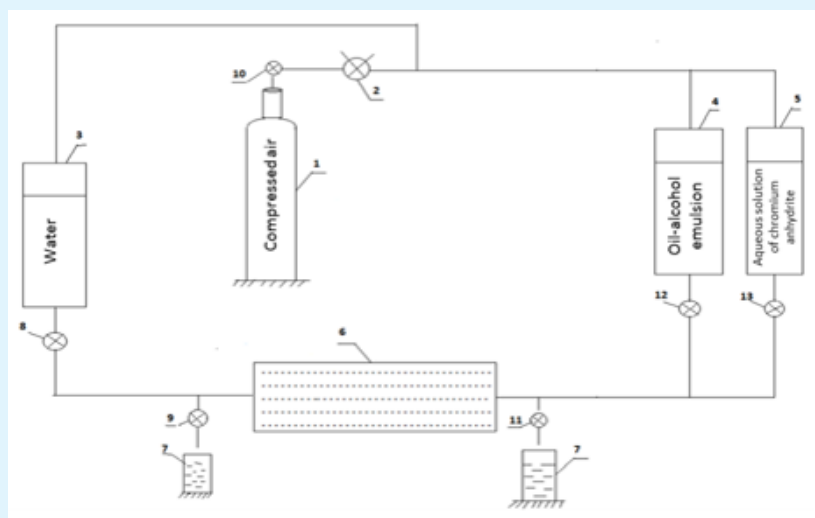 10
2
4
5
3
1
Compressed air
Water
Oil-alcohol
emulsion
Aqueous solution
of chromium
anhydrite
12
13
8
6
9
11
7
7